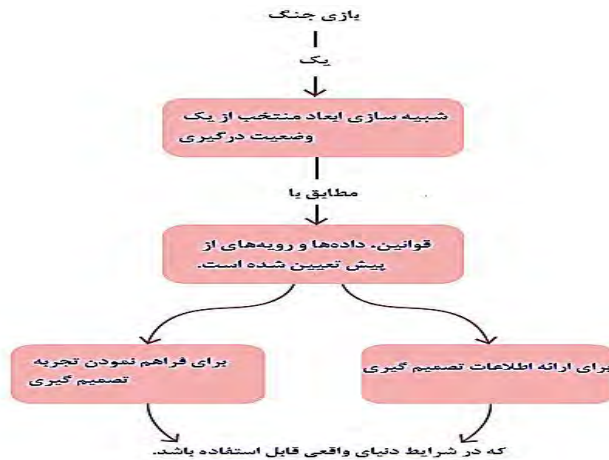 بازی جنگ
یک
شبیه سازی ابعاد منتخب از یک
وضعیت درگیری
مطابق با
قوانین، داده‌ها و رویه‌های از
پیش تعیین شده است.
برای ارائه اطلاعات تصمیم گیری
برای فراهم نمودن تجربه
تصمیم گیری
که در شرایط دنیای واقعی قابل استفاده باشد.